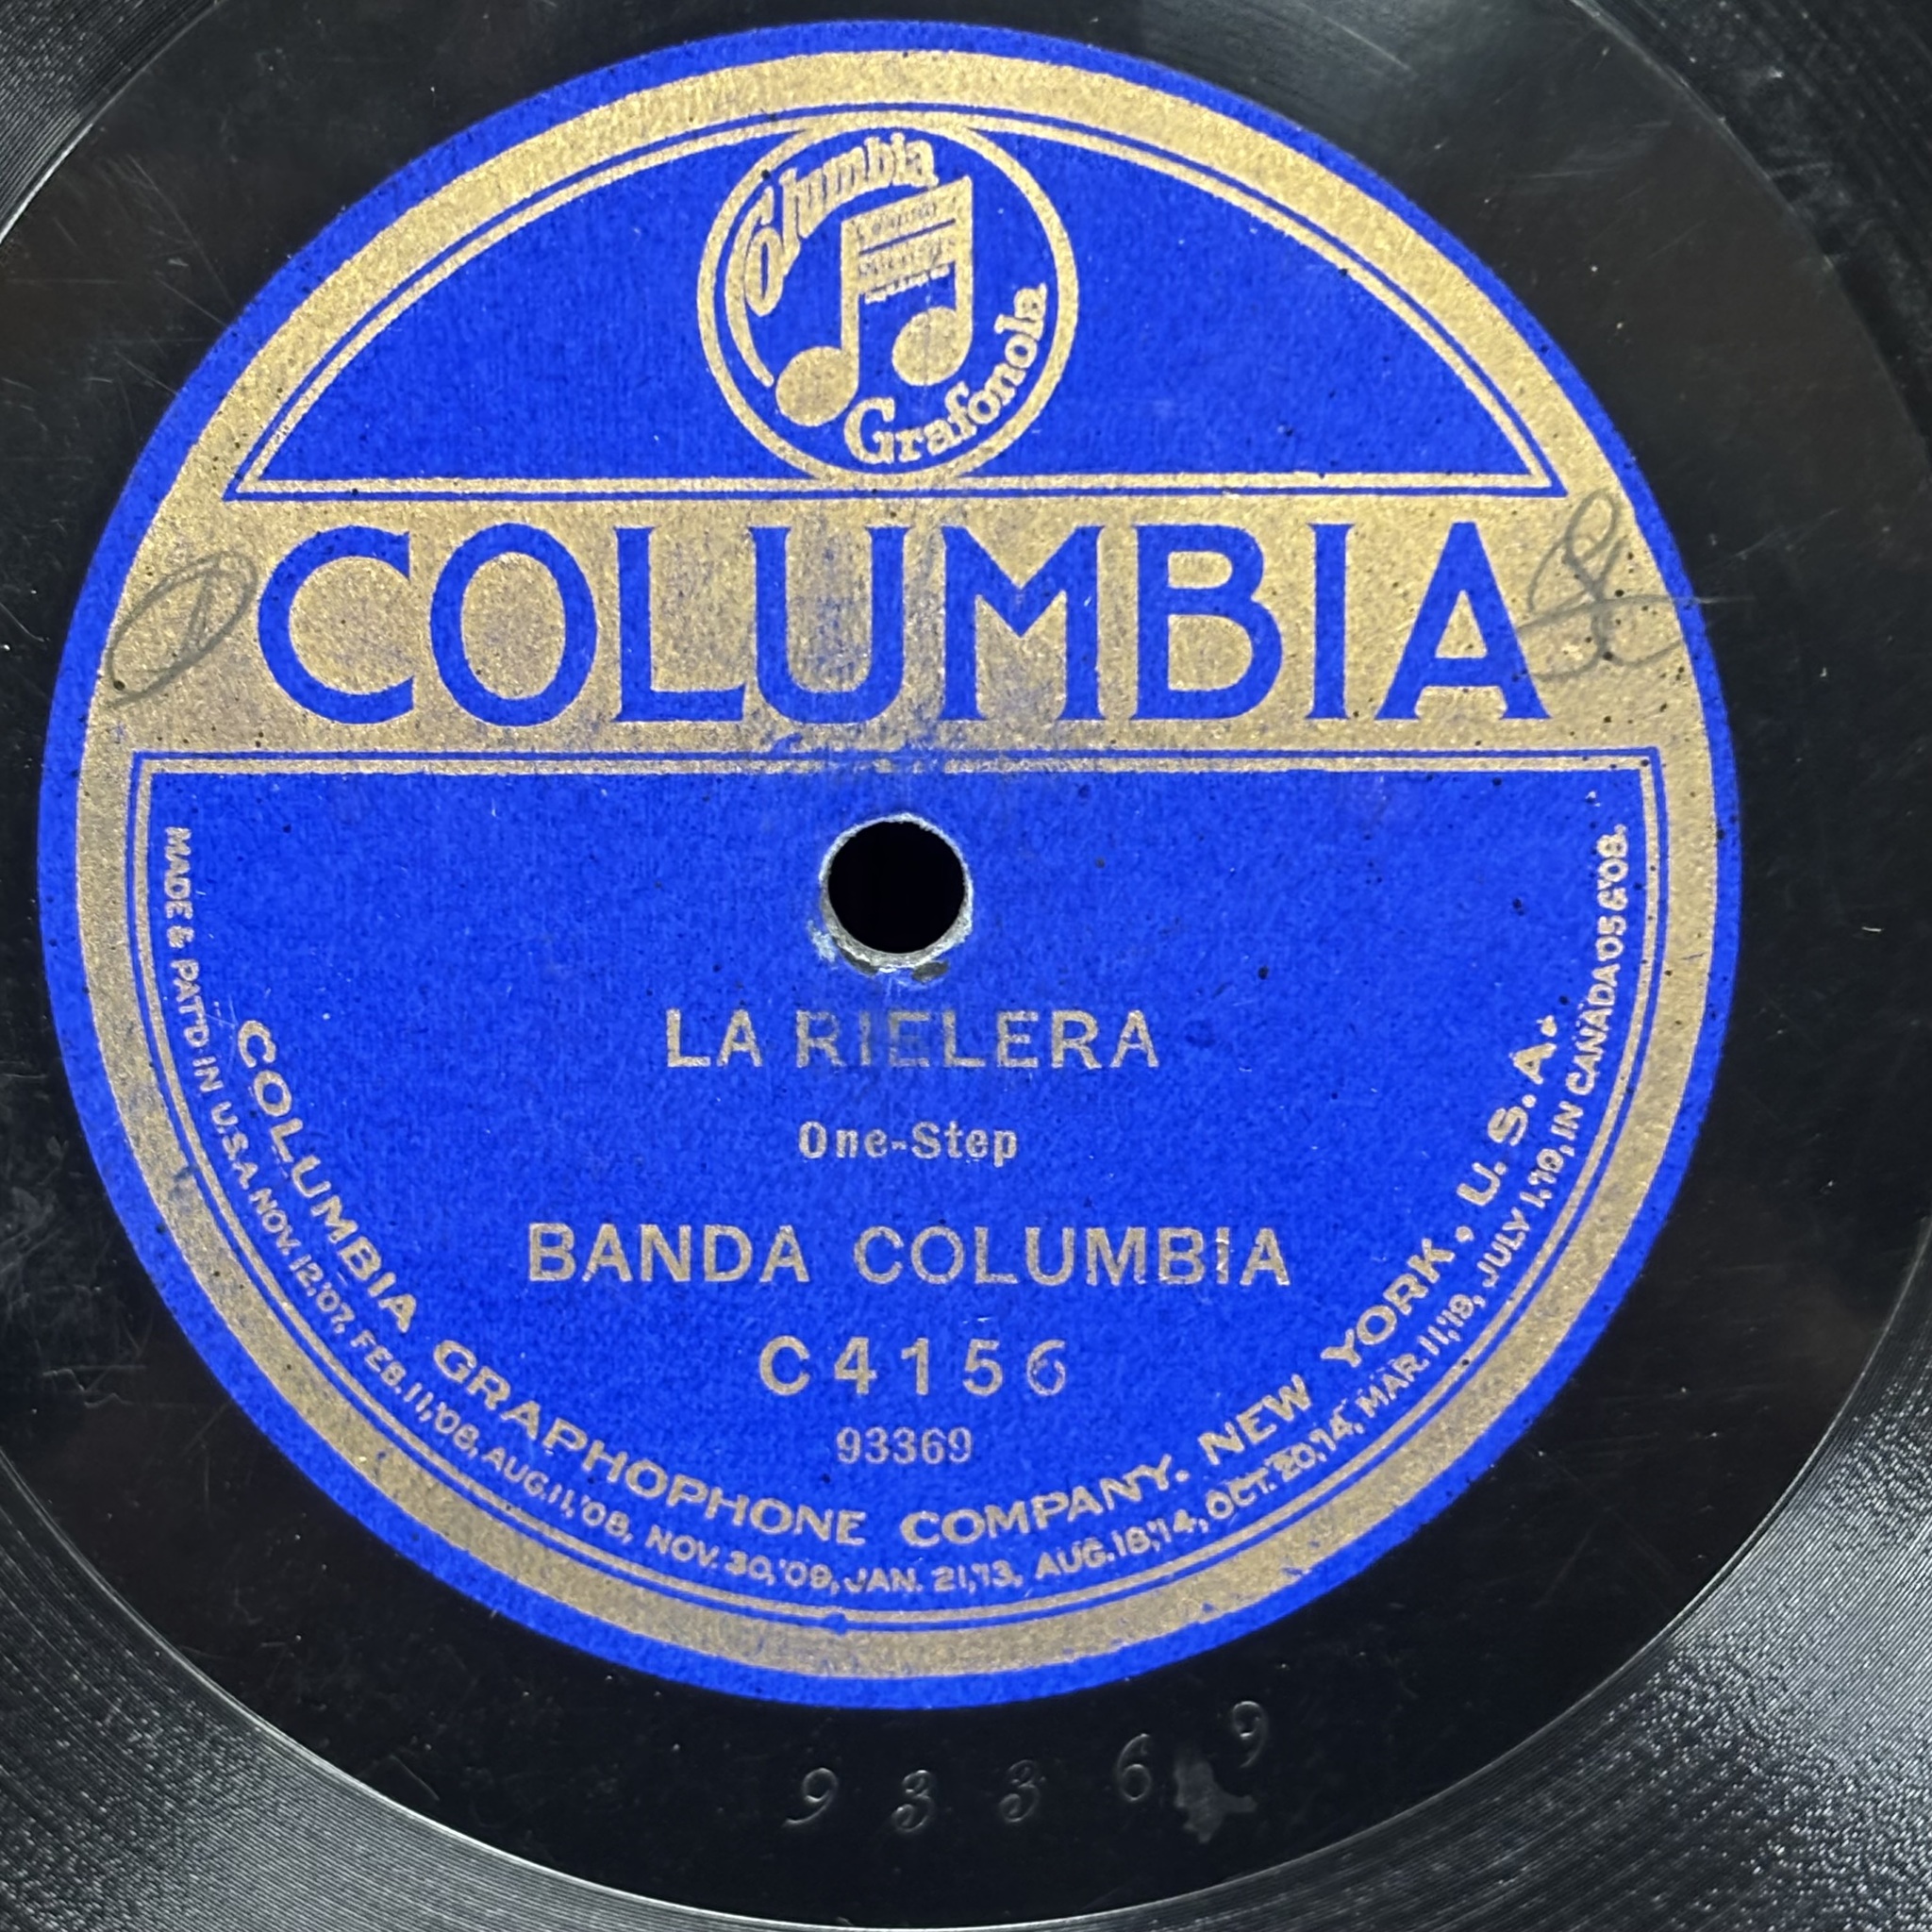 Columbia
Grafonola
COLUMBIA
LA RIELERA
One-Step
BANDA COLUMBIA
C4156
93369
COLUMBIA GRAPHOPHONE COMPANY. NEW YORK, U.S.A.
MADE & PAT'D IN U.S.A. NOV. 12,'07, FEB. 11,'08, AUG. 11,'08, NOV. 30,'09, JAN. 21,'13, AUG. 18,'14, OCT. 20,'14, MAR. 11,'19, JULY 1,'19, IN CANADA '05 & '08.
93369